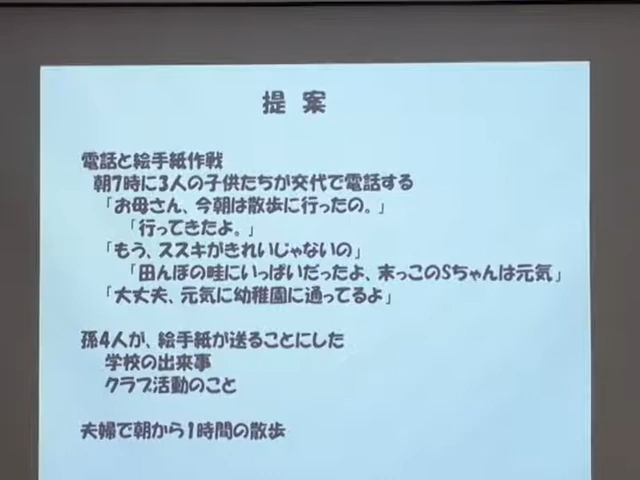 提 案
電話と絵手紙作戦
朝7時に3人の子供たちが交代で電話する
「お母さん、今朝は散歩に行ったの。」
「行ってきたよ。」
「もう、ススキがきれいじゃないの」
「田んぼの畦にいっぱいだったよ、末っこのSちゃんは元気」
「大丈夫、元気に幼稚園に通ってるよ」
孫4人が、絵手紙が送ることにした
学校の出来事
クラブ活動のこと
夫婦で朝から1時間の散歩